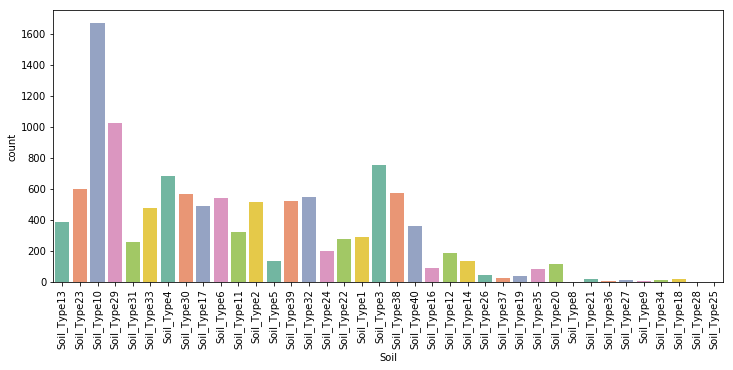 1600
1400
1200
1000
800
600
400
200
0
count
Soil_Type13
Soil_Type23
Soil_Type10
Soil_Type29
Soil_Type31
Soil_Type33
Soil_Type4
Soil_Type30
Soil_Type17
Soil_Type6
Soil_Type11
Soil_Type2
Soil_Type5
Soil_Type39
Soil_Type32
Soil_Type24
Soil_Type22
Soil_Type1
Soil_Type3
Soil_Type38
Soil_Type40
Soil_Type16
Soil_Type12
Soil_Type14
Soil_Type26
Soil_Type37
Soil_Type19
Soil_Type35
Soil_Type20
Soil_Type8
Soil_Type21
Soil_Type36
Soil_Type27
Soil_Type9
Soil_Type34
Soil_Type18
Soil_Type28
Soil_Type25
Soil